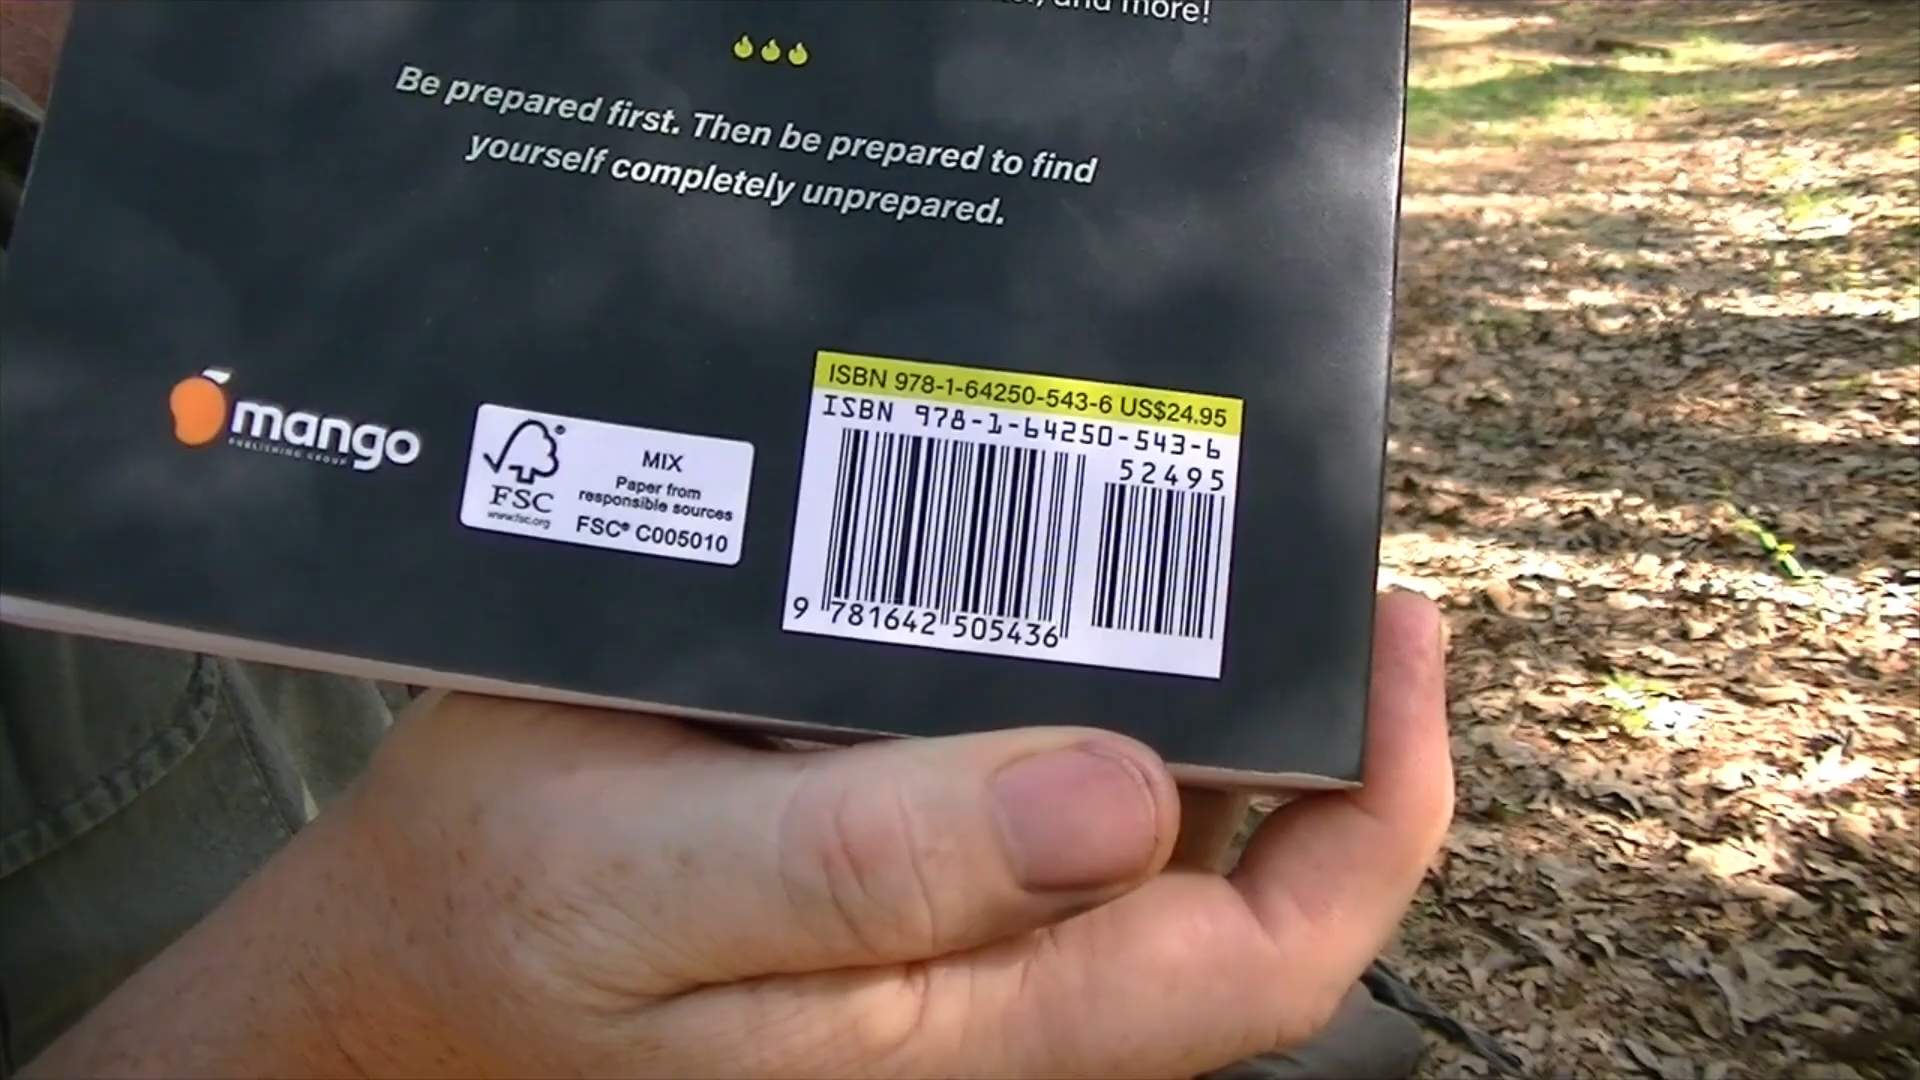 and more!
Be prepared first. Then be prepared to find
yourself completely unprepared.
mango
PUBLISHING GROUP
FSC
www.fsc.org
MIX
Paper from
responsible sources
FSC® C005010
ISBN 978-1-64250-543-6 US$24.95
ISBN 978-1-64250-543-6
52495
9 781642 505436